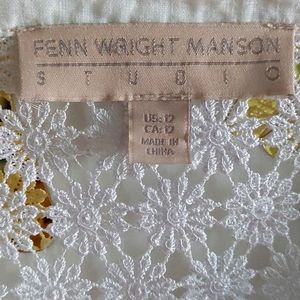 FENN WRIGHT MANSON
STUDIO
US: 12
CA: 12
MADE IN
CHINA